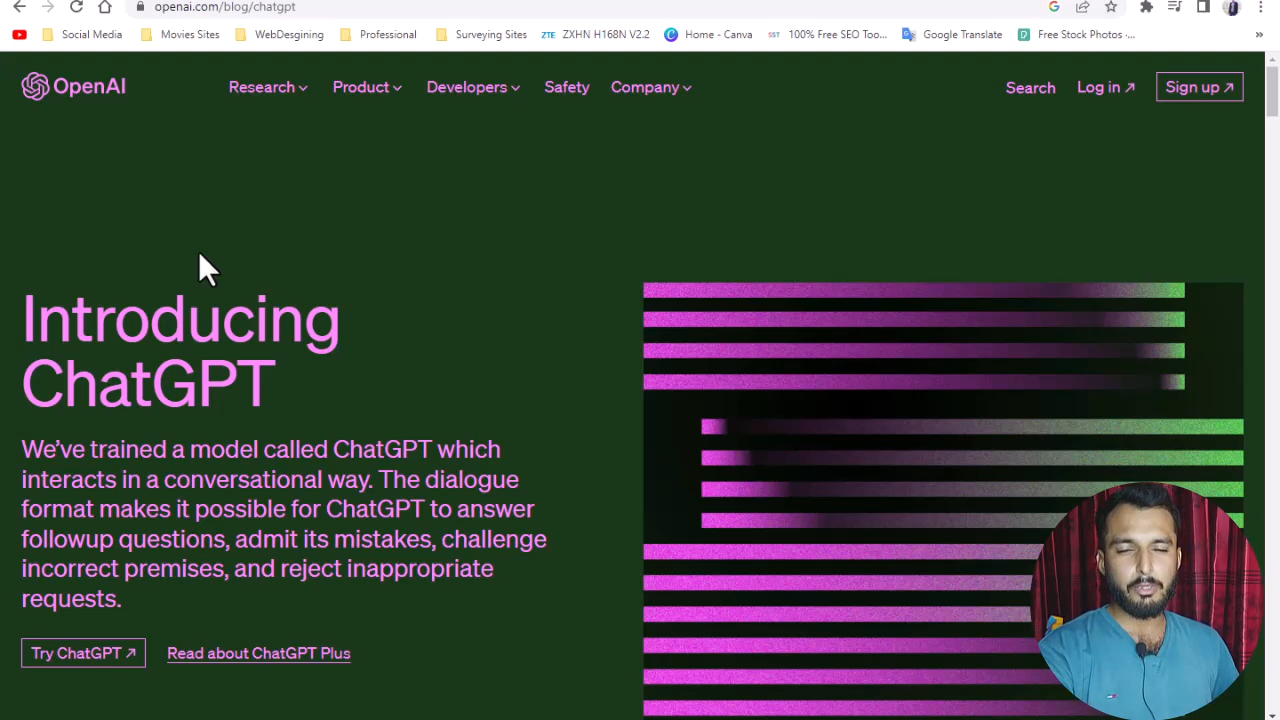 openai.com/blog/chatgpt
Social Media Movies Sites WebDesgining Professional Surveying Sites ZTE ZXHN H168N V2.2 Home - Canva SST 100% Free SEO Too... Google Translate Free Stock Photos ·... »
OpenAI Research Product Developers Safety Company Search Log in ↗ Sign up ↗
Introducing
ChatGPT
We’ve trained a model called ChatGPT which
interacts in a conversational way. The dialogue
format makes it possible for ChatGPT to answer
followup questions, admit its mistakes, challenge
incorrect premises, and reject inappropriate
requests.
Try ChatGPT ↗ Read about ChatGPT Plus